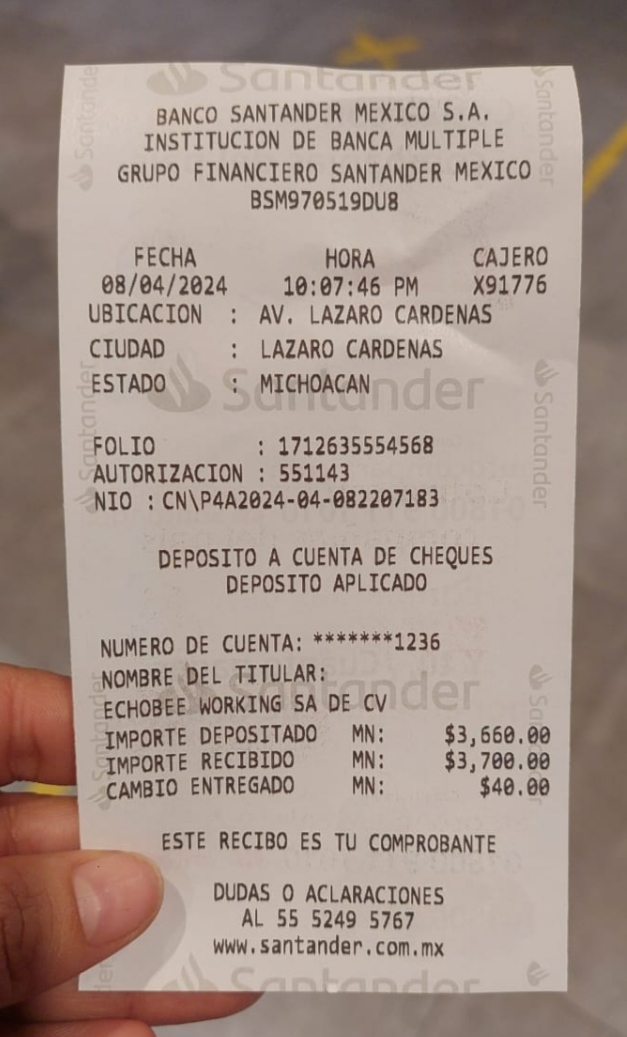 Santander
BANCO SANTANDER MEXICO S.A.
INSTITUCION DE BANCA MULTIPLE
GRUPO FINANCIERO SANTANDER MEXICO
BSM970519DU8
FECHA HORA CAJERO
08/04/2024 10:07:46 PM X91776
UBICACION : AV. LAZARO CARDENAS
CIUDAD : LAZARO CARDENAS
ESTADO : MICHOACAN
Santander
FOLIO : 1712635554568
AUTORIZACION : 551143
NIO : CN\P4A2024-04-082207183
DEPOSITO A CUENTA DE CHEQUES
DEPOSITO APLICADO
NUMERO DE CUENTA: *******1236
NOMBRE DEL TITULAR:
Santander
ECHOBEE WORKING SA DE CV
IMPORTE DEPOSITADO MN: $3,660.00
IMPORTE RECIBIDO MN: $3,700.00
CAMBIO ENTREGADO MN: $40.00
ESTE RECIBO ES TU COMPROBANTE
DUDAS O ACLARACIONES
AL 55 5249 5767
www.santander.com.mx
Santander